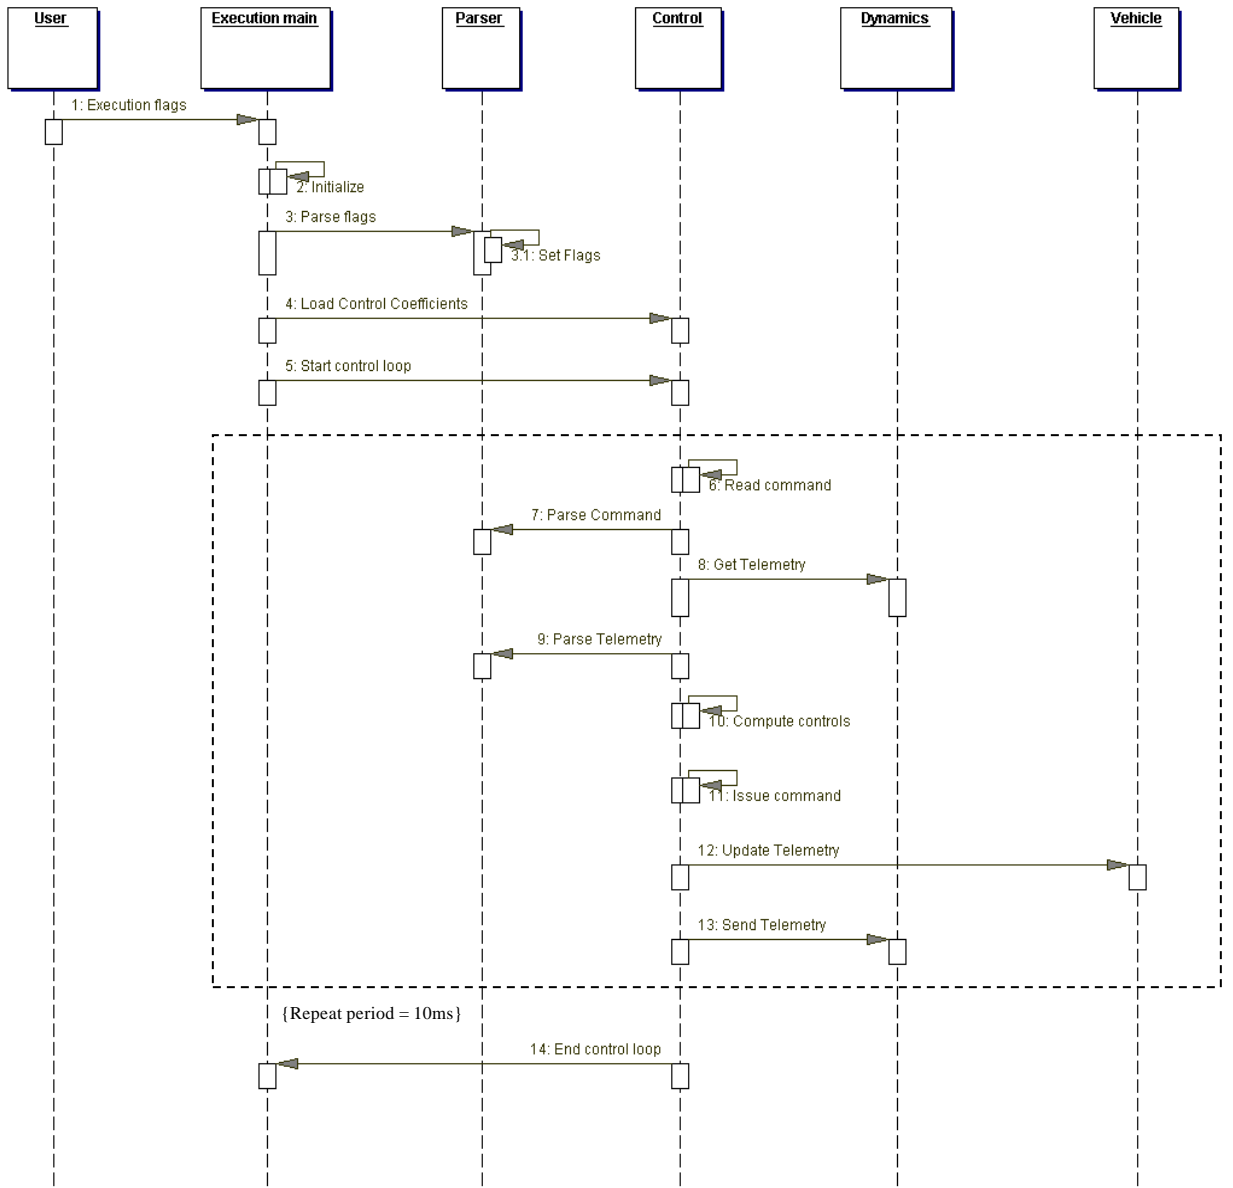 User
Execution main
Parser
Control
Dynamics
Vehicle
1: Execution flags
2: Initialize
3: Parse flags
3.1: Set Flags
4: Load Control Coefficients
5: Start control loop
6: Read command
7: Parse Command
8: Get Telemetry
9: Parse Telemetry
10: Compute controls
11: Issue command
12: Update Telemetry
13: Send Telemetry
{Repeat period = 10ms}
14: End control loop